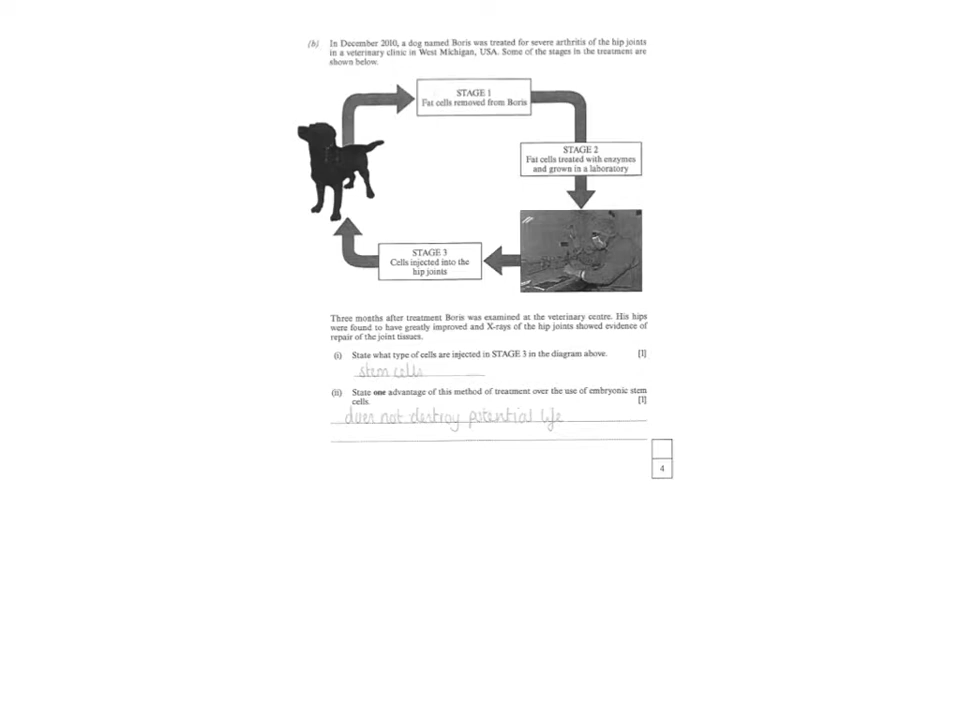 (b) In December 2010, a dog named Boris was treated for severe arthritis of the hip joints
in a veterinary clinic in West Michigan, USA. Some of the stages in the treatment are
shown below.
STAGE 1
Fat cells removed from Boris
STAGE 2
Fat cells treated with enzymes
and grown in a laboratory
STAGE 3
Cells injected into the
hip joints
Three months after treatment Boris was examined at the veterinary centre. His hips
were found to have greatly improved and X-rays of the hip joints showed evidence of
repair of the joint tissues.
(i) State what type of cells are injected in STAGE 3 in the diagram above. [1]
stem cells
(ii) State one advantage of this method of treatment over the use of embryonic stem
cells. [1]
does not destroy potential life
4